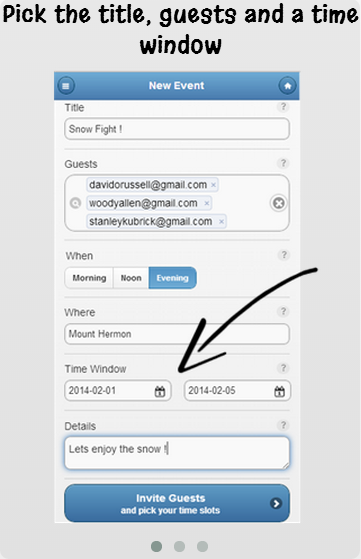 Pick the title, guests and a time
window
New Event
Title ?
Snow Fight !
Guests ?
davidorussell@gmail.com ×
woodyallen@gmail.com ×
stanleykubrick@gmail.com ×
When ?
Morning Noon Evening
Where ?
Mount Hermon
Time Window ?
2014-02-01 2014-02-05
Details ?
Lets enjoy the snow !
Invite Guests
and pick your time slots